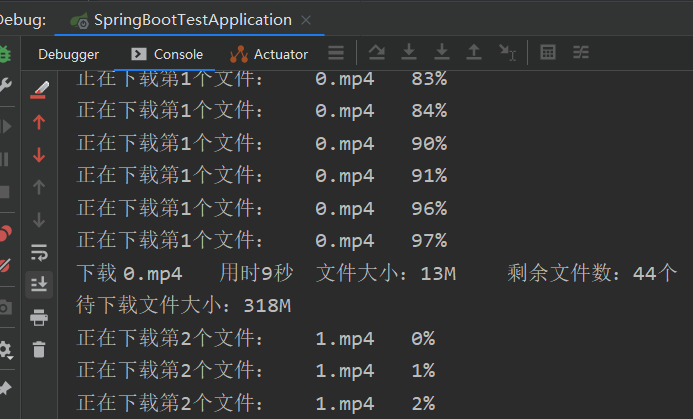 Debug: SpringBootTestApplication
Debugger Console Actuator
正在下载第1个文件： 0.mp4 83%
正在下载第1个文件： 0.mp4 84%
正在下载第1个文件： 0.mp4 90%
正在下载第1个文件： 0.mp4 91%
正在下载第1个文件： 0.mp4 96%
正在下载第1个文件： 0.mp4 97%
下载 0.mp4 用时9秒 文件大小：13M 剩余文件数：44个
待下载文件大小：318M
正在下载第2个文件： 1.mp4 0%
正在下载第2个文件： 1.mp4 1%
正在下载第2个文件： 1.mp4 2%